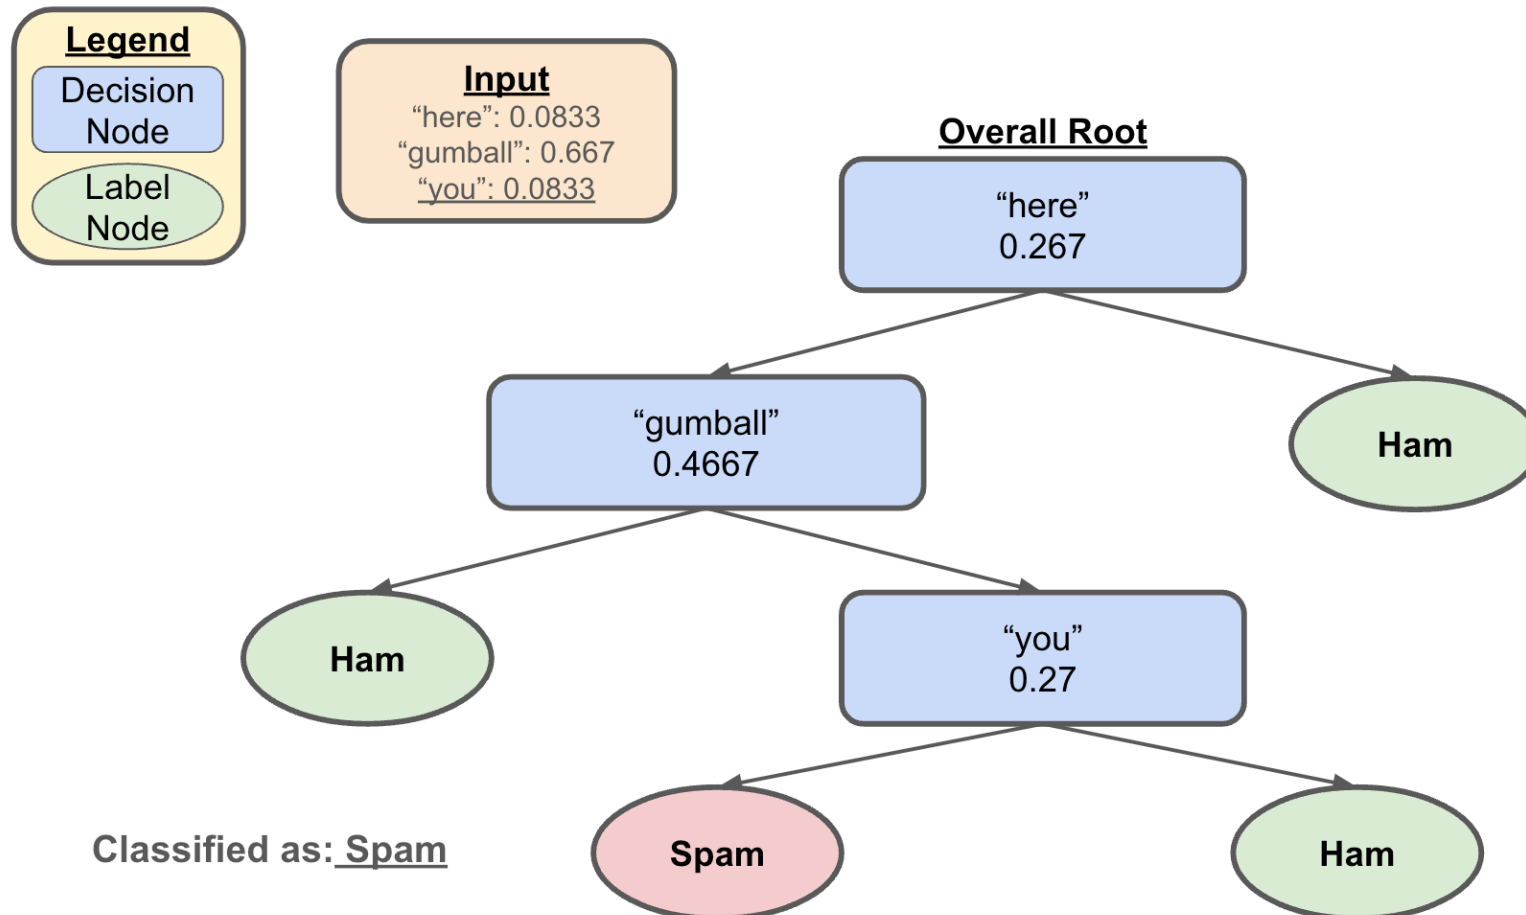 Legend
Decision
Node
Label
Node
Input
“here”: 0.0833
“gumball”: 0.667
“you”: 0.0833
Overall Root
“here”
0.267
“gumball”
0.4667
Ham
Ham
“you”
0.27
Spam
Ham
Classified as: Spam